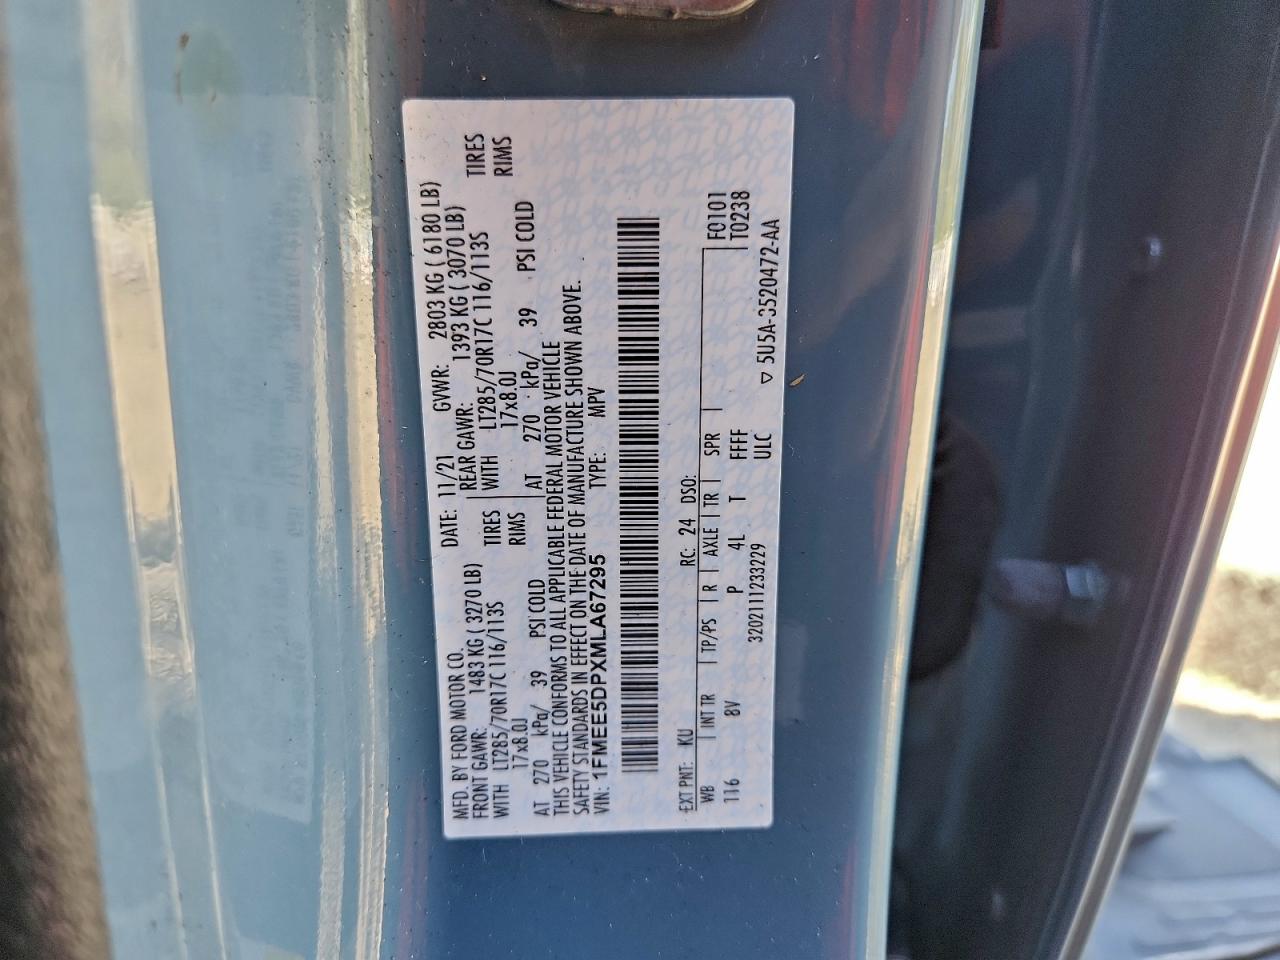 MFD. BY FORD MOTOR CO.
DATE: 11/21 GVWR: 2803 KG ( 6180 LB)
FRONT GAWR: 1483 KG ( 3270 LB) REAR GAWR: 1393 KG ( 3070 LB)
WITH LT285/70R17C 116/113S TIRES WITH LT285/70R17C 116/113S TIRES
17x8.0J RIMS 17x8.0J RIMS
AT 270 kPa/ 39 PSI COLD AT 270 kPa/ 39 PSI COLD
THIS VEHICLE CONFORMS TO ALL APPLICABLE FEDERAL MOTOR VEHICLE
SAFETY STANDARDS IN EFFECT ON THE DATE OF MANUFACTURE SHOWN ABOVE.
VIN: 1FMEE5DPXMLA67295 TYPE: MPV
EXT PNT: KU RC: 24 DSO:
WB INT TR TP/PS R AXLE TR SPR F0101
116 8V P 4L T FFFF T0238
3202111233229 ULC ▽ 5U5A-3520472-AA